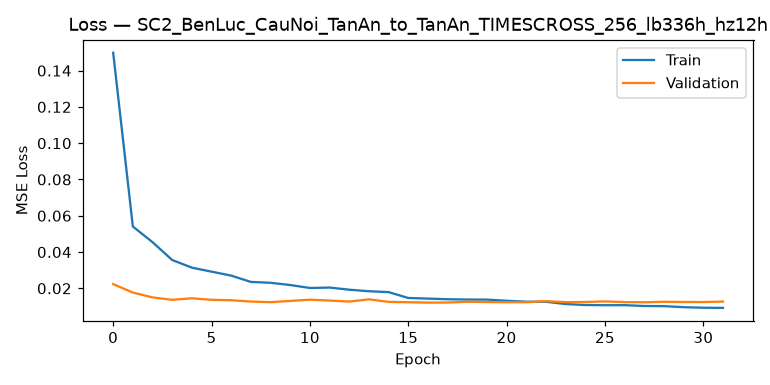 Loss — SC2_BenLuc_CauNoi_TanAn_to_TanAn_TIMESCROSS_256_lb336h_hz12h
Train
Validation
MSE Loss
0.14
0.12
0.10
0.08
0.06
0.04
0.02
0 5 10 15 20 25 30
Epoch